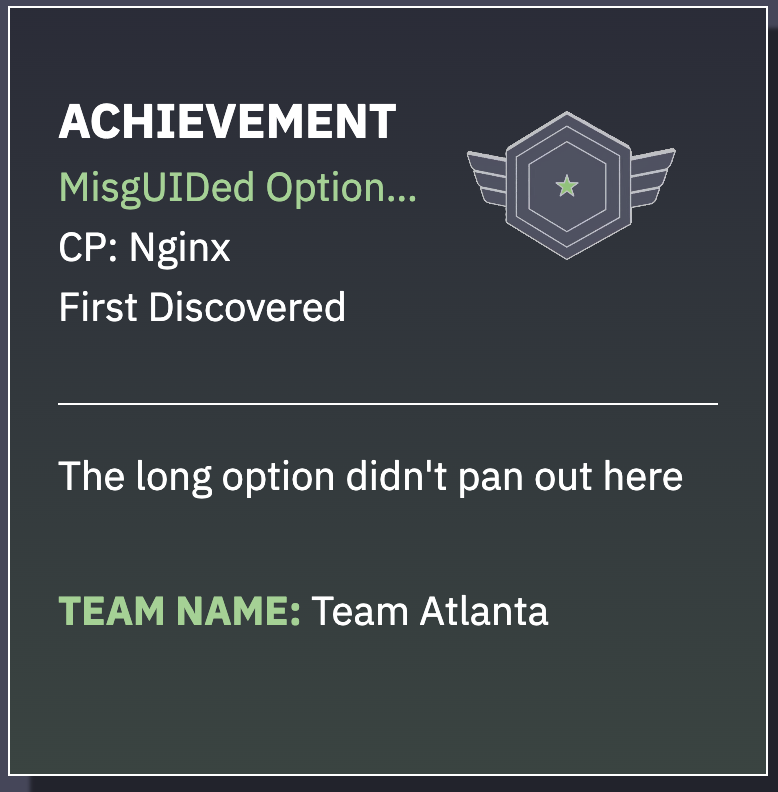 ACHIEVEMENT
MisgUIDed Option...
CP: Nginx
First Discovered
The long option didn't pan out here
TEAM NAME: Team Atlanta